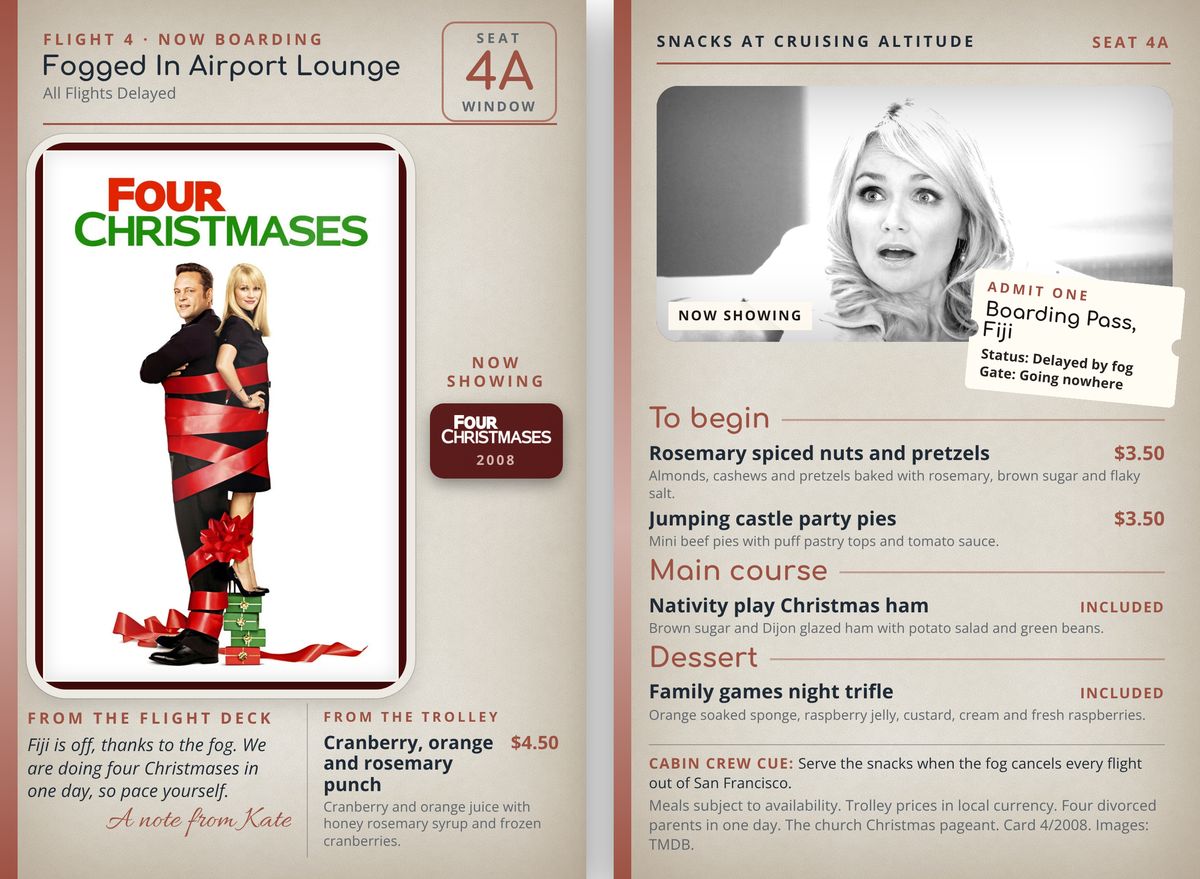 FLIGHT 4 · NOW BOARDING
Fogged In Airport Lounge
All Flights Delayed
SEAT
4A
WINDOW
FOUR
CHRISTMASES
NOW
SHOWING
FOUR
CHRISTMASES
2008
FROM THE FLIGHT DECK
Fiji is off, thanks to the fog. We
are doing four Christmases in
one day, so pace yourself.
A note from Kate
FROM THE TROLLEY
Cranberry, orange $4.50
and rosemary
punch
Cranberry and orange juice with
honey rosemary syrup and frozen
cranberries.
SNACKS AT CRUISING ALTITUDE SEAT 4A
NOW SHOWING
ADMIT ONE
Boarding Pass,
Fiji
Status: Delayed by fog
Gate: Going nowhere
To begin
Rosemary spiced nuts and pretzels $3.50
Almonds, cashews and pretzels baked with rosemary, brown sugar and flaky
salt.
Jumping castle party pies $3.50
Mini beef pies with puff pastry tops and tomato sauce.
Main course
Nativity play Christmas ham INCLUDED
Brown sugar and Dijon glazed ham with potato salad and green beans.
Dessert
Family games night trifle INCLUDED
Orange soaked sponge, raspberry jelly, custard, cream and fresh raspberries.
CABIN CREW CUE: Serve the snacks when the fog cancels every flight
out of San Francisco.
Meals subject to availability. Trolley prices in local currency. Four divorced
parents in one day. The church Christmas pageant. Card 4/2008. Images:
TMDB.